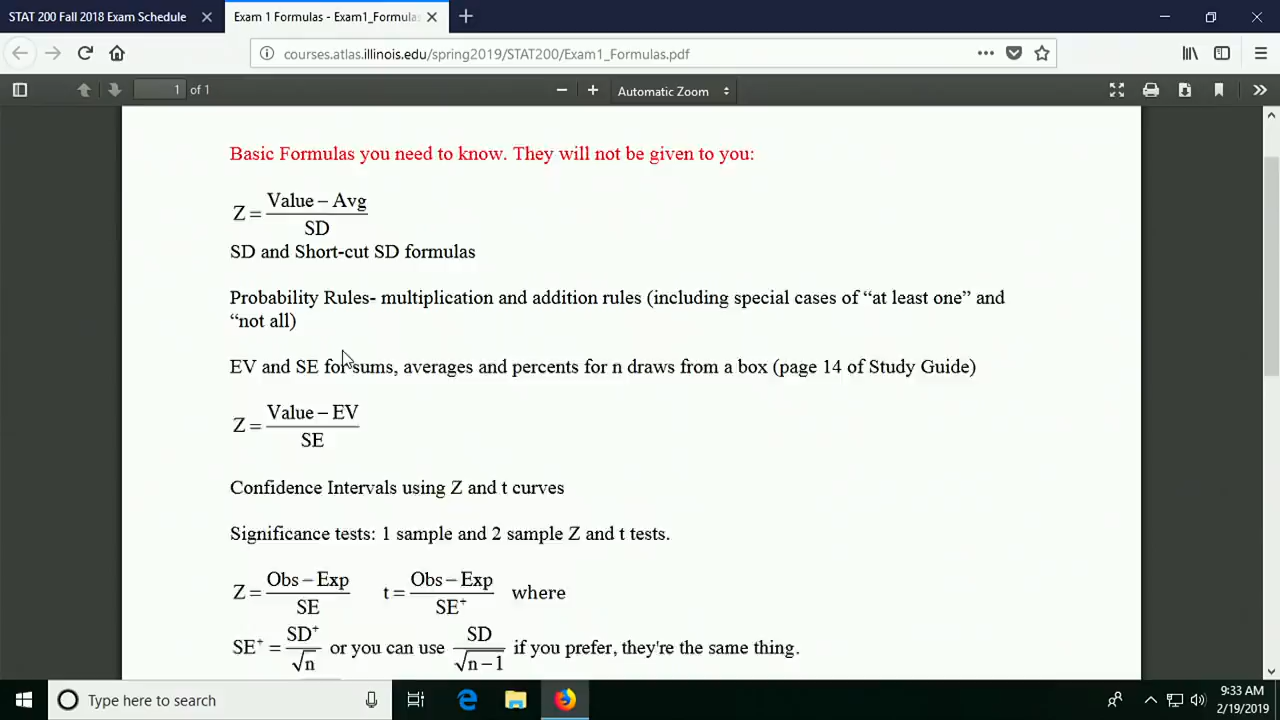 STAT 200 Fall 2018 Exam Schedule
Exam 1 Formulas - Exam1_Formulas
courses.atlas.illinois.edu/spring2019/STAT200/Exam1_Formulas.pdf
1 of 1
Automatic Zoom
Basic Formulas you need to know. They will not be given to you:
Z = Value – Avg
SD
SD and Short-cut SD formulas
Probability Rules- multiplication and addition rules (including special cases of “at least one” and
“not all)
EV and SE for sums, averages and percents for n draws from a box (page 14 of Study Guide)
Z = Value – EV
SE
Confidence Intervals using Z and t curves
Significance tests: 1 sample and 2 sample Z and t tests.
Z = Obs – Exp t = Obs – Exp where
SE SE⁺
SE⁺ = SD⁺ or you can use SD if you prefer, they're the same thing.
√n √n – 1
Type here to search
9:33 AM
2/19/2019